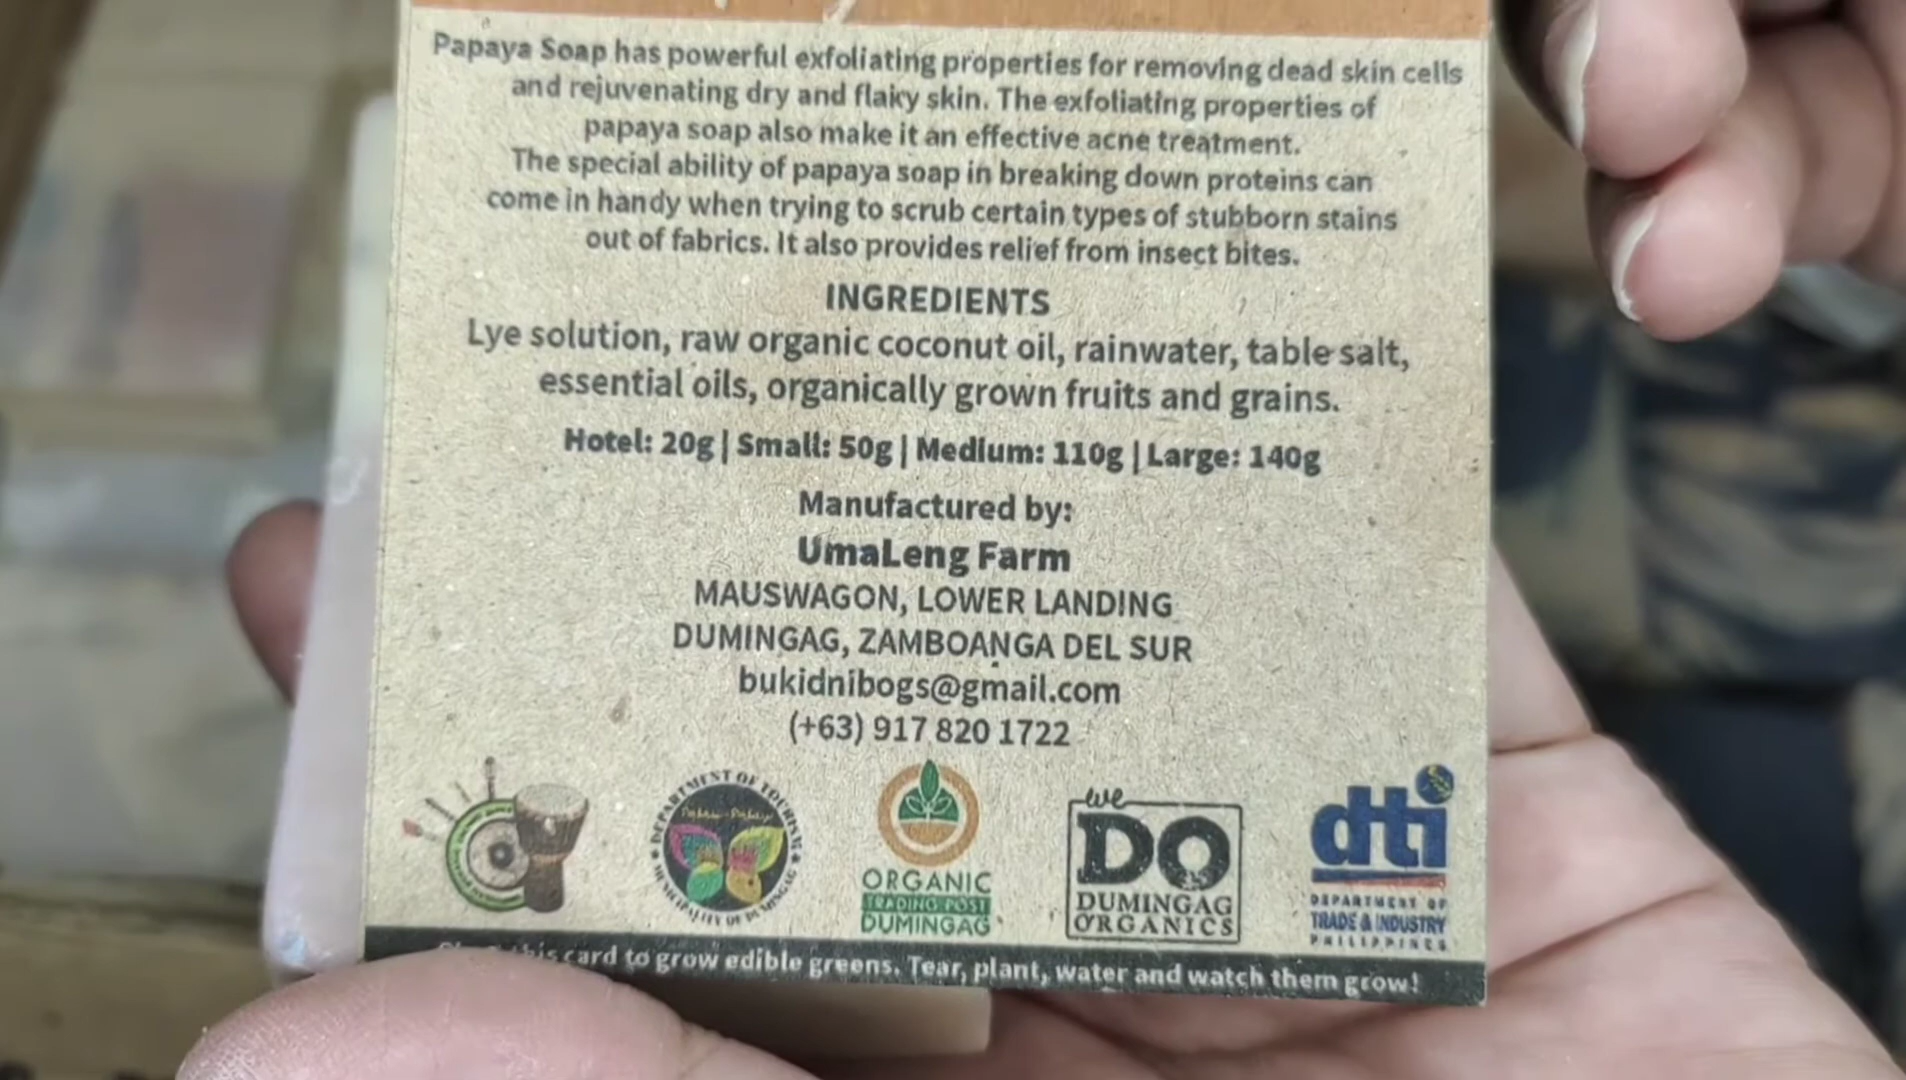 Papaya Soap has powerful exfoliating properties for removing dead skin cells
and rejuvenating dry and flaky skin. The exfoliating properties of
papaya soap also make it an effective acne treatment.
The special ability of papaya soap in breaking down proteins can
come in handy when trying to scrub certain types of stubborn stains
out of fabrics. It also provides relief from insect bites.
INGREDIENTS
Lye solution, raw organic coconut oil, rainwater, table salt,
essential oils, organically grown fruits and grains.
Hotel: 20g | Small: 50g | Medium: 110g | Large: 140g
Manufactured by:
UmaLeng Farm
MAUSWAGON, LOWER LANDING
DUMINGAG, ZAMBOANGA DEL SUR
bukidnibogs@gmail.com
(+63) 917 820 1722
DEPARTMENT OF TOURISM
MUNICIPALITY OF DUMINGAG
ORGANIC
TRADING POST
DUMINGAG
we
DO
DUMINGAG
ORGANICS
dti
DEPARTMENT OF
TRADE & INDUSTRY
PHILIPPINES
this card to grow edible greens. Tear, plant, water and watch them grow!